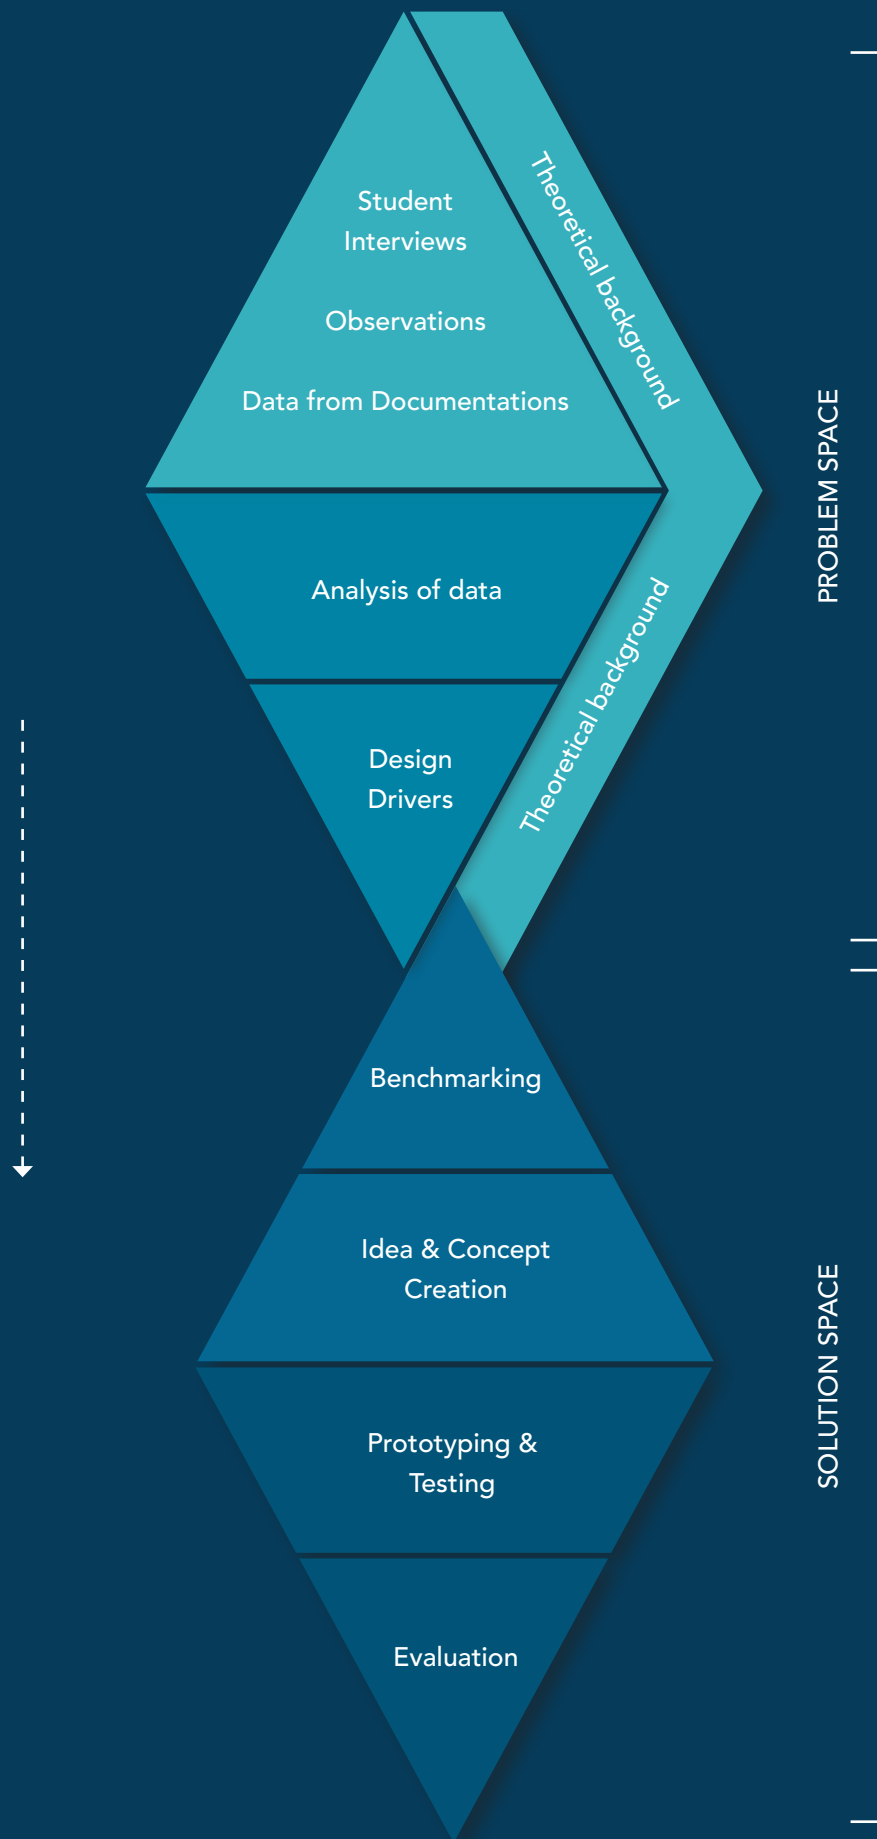 Student
Interviews
Observations
Data from Documentations
Theoretical background
PROBLEM SPACE
Analysis of data
Theoretical background
Design
Drivers
Benchmarking
Idea & Concept
Creation
SOLUTION SPACE
Prototyping &
Testing
Evaluation